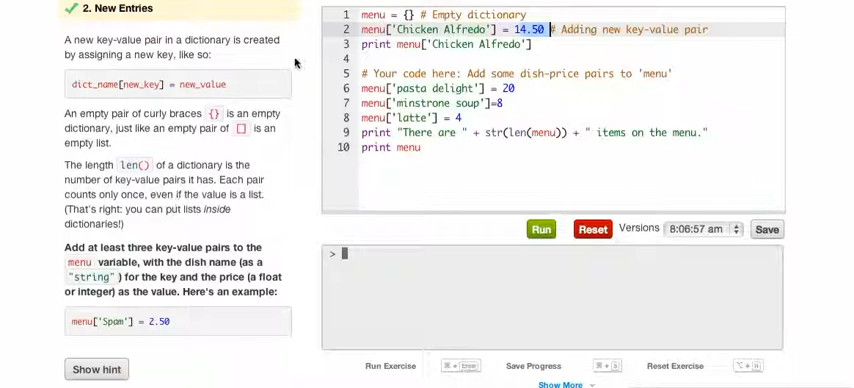 2. New Entries
A new key-value pair in a dictionary is created
by assigning a new key, like so:
dict_name[new_key] = new_value
An empty pair of curly braces {} is an empty
dictionary, just like an empty pair of [] is an
empty list.
The length len() of a dictionary is the
number of key-value pairs it has. Each pair
counts only once, even if the value is a list.
(That's right: you can put lists inside
dictionaries!)
Add at least three key-value pairs to the
menu variable, with the dish name (as a
"string") for the key and the price (a float
or integer) as the value. Here's an example:
menu['Spam'] = 2.50
Show hint
1 menu = {} # Empty dictionary
2 menu['Chicken Alfredo'] = 14.50 # Adding new key-value pair
3 print menu['Chicken Alfredo']
4
5 # Your code here: Add some dish-price pairs to 'menu'
6 menu['pasta delight'] = 20
7 menu['minstrone soup']=8
8 menu['latte'] = 4
9 print "There are " + str(len(menu)) + " items on the menu."
10 print menu
Run Reset Versions 8:06:57 am Save
>
Run Exercise ⌘ + Enter Save Progress ⌘ + S Reset Exercise
Show More